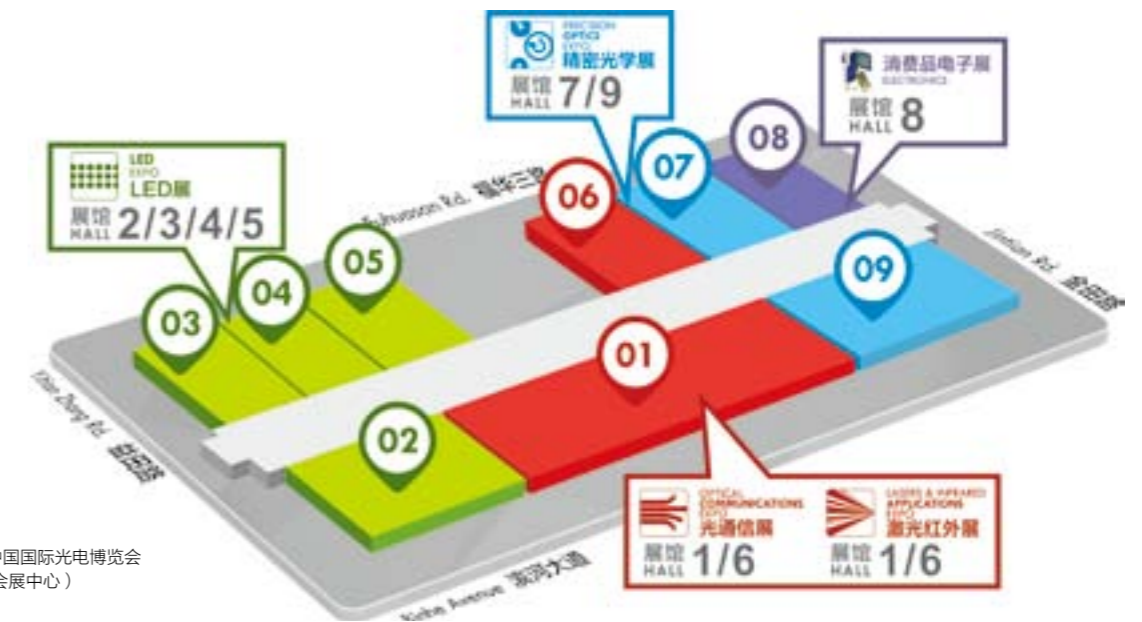 PRECISION
OPTICS
EXPO
精密光学展
展馆
HALL 7/9
消费品电子展
ELECTRONICS
展馆
HALL 8
LED
EXPO
LED展
展馆
HALL 2/3/4/5
08
07
06
05
04
03
09
01
02
Rd. 福华三路
Jintian Rd. 金田路
Rd. 益田路
Avenue 滨河大道
OPTICAL
COMMUNICATIONS
EXPO
光通信展
展馆
HALL 1/6
LASERS & INFRARED
APPLICATIONS
EXPO
激光红外展
展馆
HALL 1/6
中国国际光电博览会
会展中心）